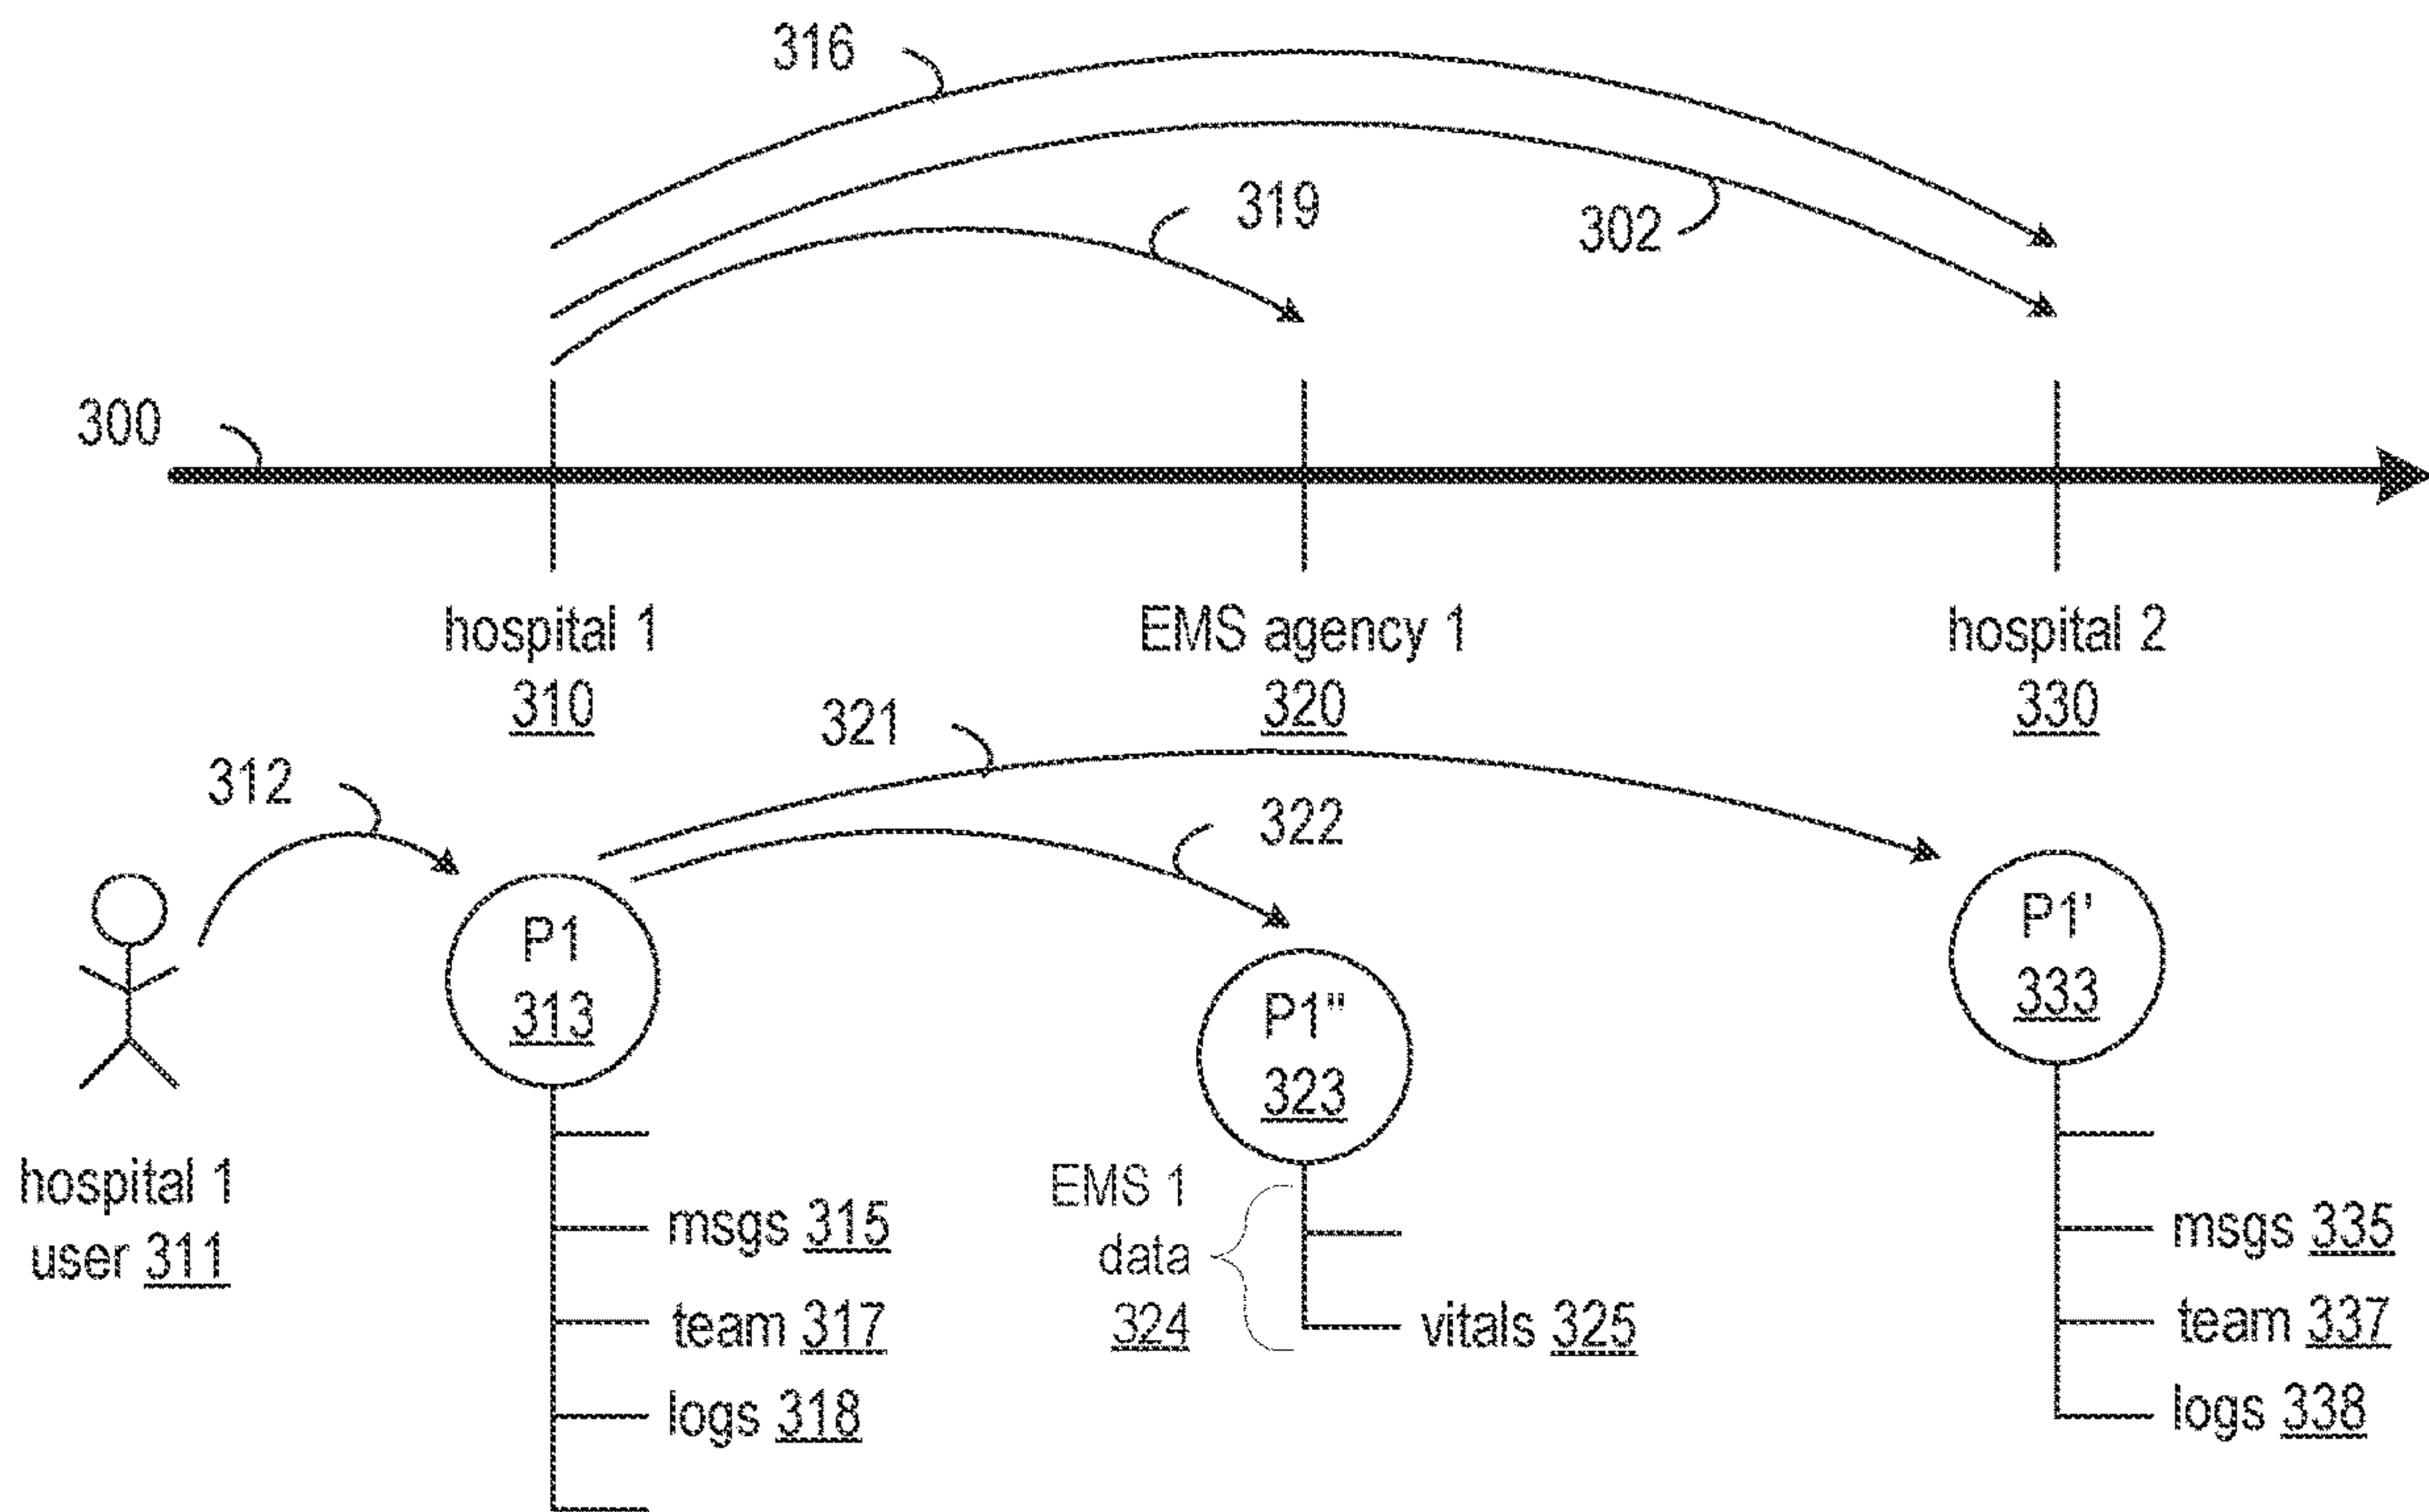 316
319
302
300
hospital 1
310
EMS agency 1
320
hospital 2
330
321
312
322
P1
313
P1"
323
P1'
333
hospital 1
user 311
msgs 315
team 317
logs 318
EMS 1
data
324
vitals 325
msgs 335
team 337
logs 338